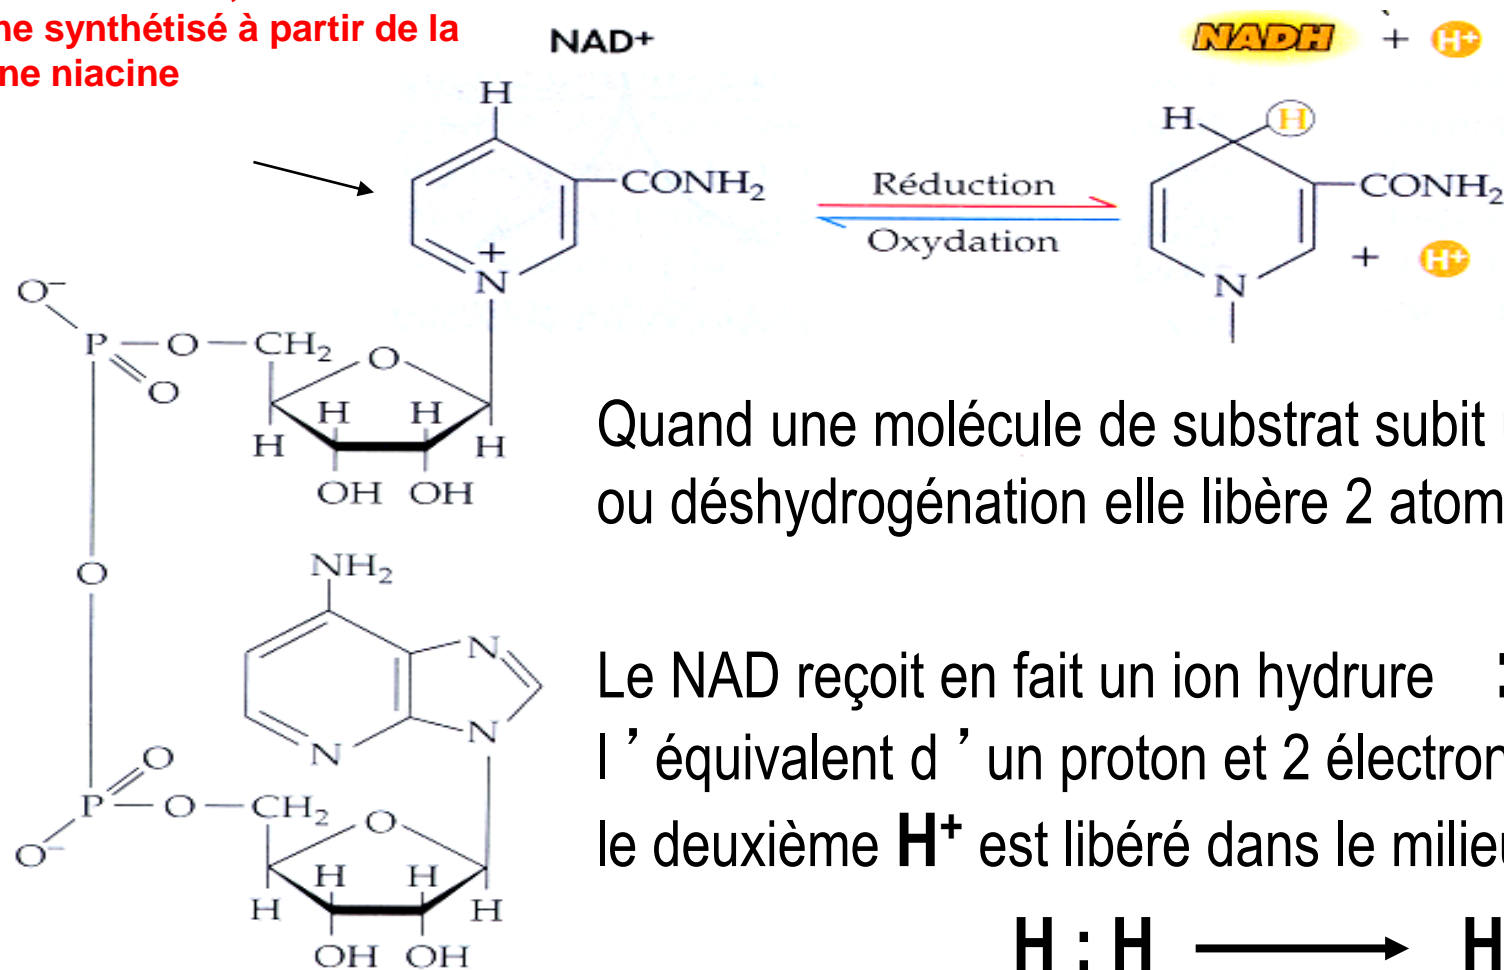 ne synthétisé à partir de la
ne niacine
NAD+
NADH + H+
H
CONH₂
N
+
Réduction
Oxydation
H H
CONH₂
N
+ H+
O⁻
P—O—CH₂ O
O
H H
H H
OH OH
O
NH₂
N
N
N
O
P—O—CH₂ O
O⁻
H H
H H
OH OH
Quand une molécule de substrat subit
ou déshydrogénation elle libère 2 atom
Le NAD reçoit en fait un ion hydrure :
l ’ équivalent d ’ un proton et 2 électron
le deuxième H⁺ est libéré dans le milieu
H : H ⟶ H